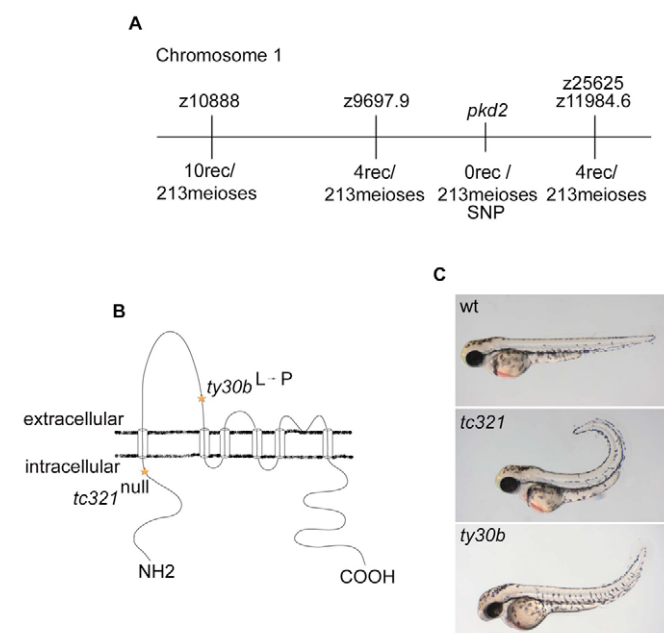 A
Chromosome 1
z10888
z9697.9
pkd2
z25625
z11984.6
10rec/
213meioses
4rec/
213meioses
0rec /
213meioses
SNP
4rec/
213meioses
B
ty30b L→P
extracellular
intracellular
tc321 null
NH2
COOH
C
wt
tc321
ty30b